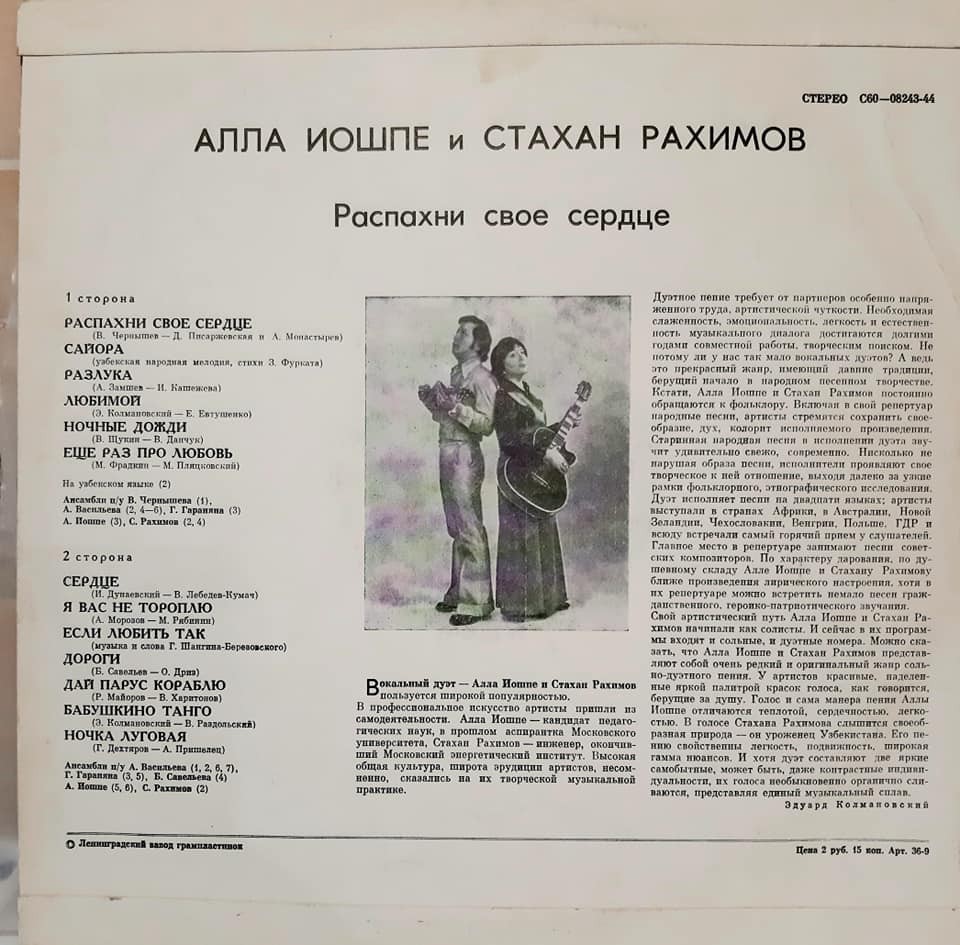 СТЕРЕО С60—08243-44
АЛЛА ИОШПЕ и СТАХАН РАХИМОВ
Распахни свое сердце
1 сторона
РАСПАХНИ СВОЕ СЕРДЦЕ
(В. Чернышев — Д. Писаржевская и А. Монастырев)
САЙОРА
(узбекская народная мелодия, стихи З. Фурката)
РАЗЛУКА
(А. Замшев — И. Кашежева)
ЛЮБИМОЙ
(Э. Колмановский — Е. Евтушенко)
НОЧНЫЕ ДОЖДИ
(В. Щукин — В. Данчук)
ЕЩЕ РАЗ ПРО ЛЮБОВЬ
(М. Фрадкин — М. Пляцковский)
На узбекском языке (2)
Ансамбли п/у В. Чернышева (1),
А. Васильева (2, 4—6), Г. Гараняна (3)
А. Иошпе (3), С. Рахимов (2, 4)
2 сторона
СЕРДЦЕ
(И. Дунаевский — В. Лебедев-Кумач)
Я ВАС НЕ ТОРОПЛЮ
(А. Морозов — М. Рябинин)
ЕСЛИ ЛЮБИТЬ ТАК
(музыка и слова Г. Шангина-Березовского)
ДОРОГИ
(Б. Савельев — О. Дриз)
ДАЙ ПАРУС КОРАБЛЮ
(Р. Майоров — В. Харитонов)
БАБУШКИНО ТАНГО
(Э. Колмановский — В. Раздольский)
НОЧКА ЛУГОВАЯ
(Г. Дехтяров — А. Пришелец)
Ансамбли п/у А. Васильева (1, 2, 6, 7),
Г. Гараняна (3, 5), Б. Савельева (4)
А. Иошпе (5, 6), С. Рахимов (2)
Вокальный дуэт — Алла Иошпе и Стахан Рахимов
пользуется широкой популярностью.
В профессиональное искусство артисты пришли из
самодеятельности. Алла Иошпе — кандидат педаго-
гических наук, в прошлом аспирантка Московского
университета, Стахан Рахимов — инженер, окончив-
ший Московский энергетический институт. Высокая
общая культура, широта эрудиции артистов, несом-
ненно, сказались на их творческой музыкальной
практике.
Дуэтное пение требует от партнеров особенно напря-
женного труда, артистической чуткости. Необходимая
слаженность, эмоциональность, легкость и естествен-
ность музыкального диалога достигаются долгими
годами совместной работы, творческим поиском. Не
потому ли у нас так мало вокальных дуэтов? А ведь
это прекрасный жанр, имеющий давние традиции,
берущий начало в народном песенном творчестве.
Кстати, Алла Иошпе и Стахан Рахимов постоянно
обращаются к фольклору. Включая в свой репертуар
народные песни, артисты стремятся сохранить свое-
образие, дух, колорит исполняемого произведения.
Старинная народная песня в исполнении дуэта зву-
чит удивительно свежо, современно. Нисколько не
нарушая образа песни, исполнители проявляют свое
творческое к ней отношение, выходя далеко за узкие
рамки фольклорного, этнографического исследования.
Дуэт исполняет песни на двадцати языках; артисты
выступали в странах Африки, в Австралии, Новой
Зеландии, Чехословакии, Венгрии, Польше, ГДР и
всюду встречали самый горячий прием у слушателей.
Главное место в репертуаре занимают песни совет-
ских композиторов. По характеру дарования, по ду-
шевному складу Алле Иошпе и Стахану Рахимову
ближе произведения лирического настроения, хотя в
их репертуаре можно встретить немало песен граж-
данственного, героико-патриотического звучания.
Свой артистический путь Алла Иошпе и Стахан Ра-
химов начинали как солисты. И сейчас в их програм-
мы входят и сольные, и дуэтные номера. Можно ска-
зать, что Алла Иошпе и Стахан Рахимов представ-
ляют собой очень редкий и оригинальный жанр соль-
но-дуэтного пения. У артистов красивые, наделен-
ные яркой палитрой красок голоса, как говорится,
берущие за душу. Голос и сама манера пения Аллы
Иошпе отличаются теплотой, сердечностью, легко-
стью. В голосе Стахана Рахимова слышится своеоб-
разная природа — он уроженец Узбекистана. Его пе-
нию свойственны легкость, подвижность, широкая
гамма нюансов. И хотя дуэт составляют две яркие
самобытные, может быть, даже контрастные индиви-
дуальности, их голоса необыкновенно органично сли-
ваются, представляя единый музыкальный сплав.
Эдуард Колмановский
Ленинградский завод грампластинок
Цена 2 руб. 15 коп. Арт. 36-9